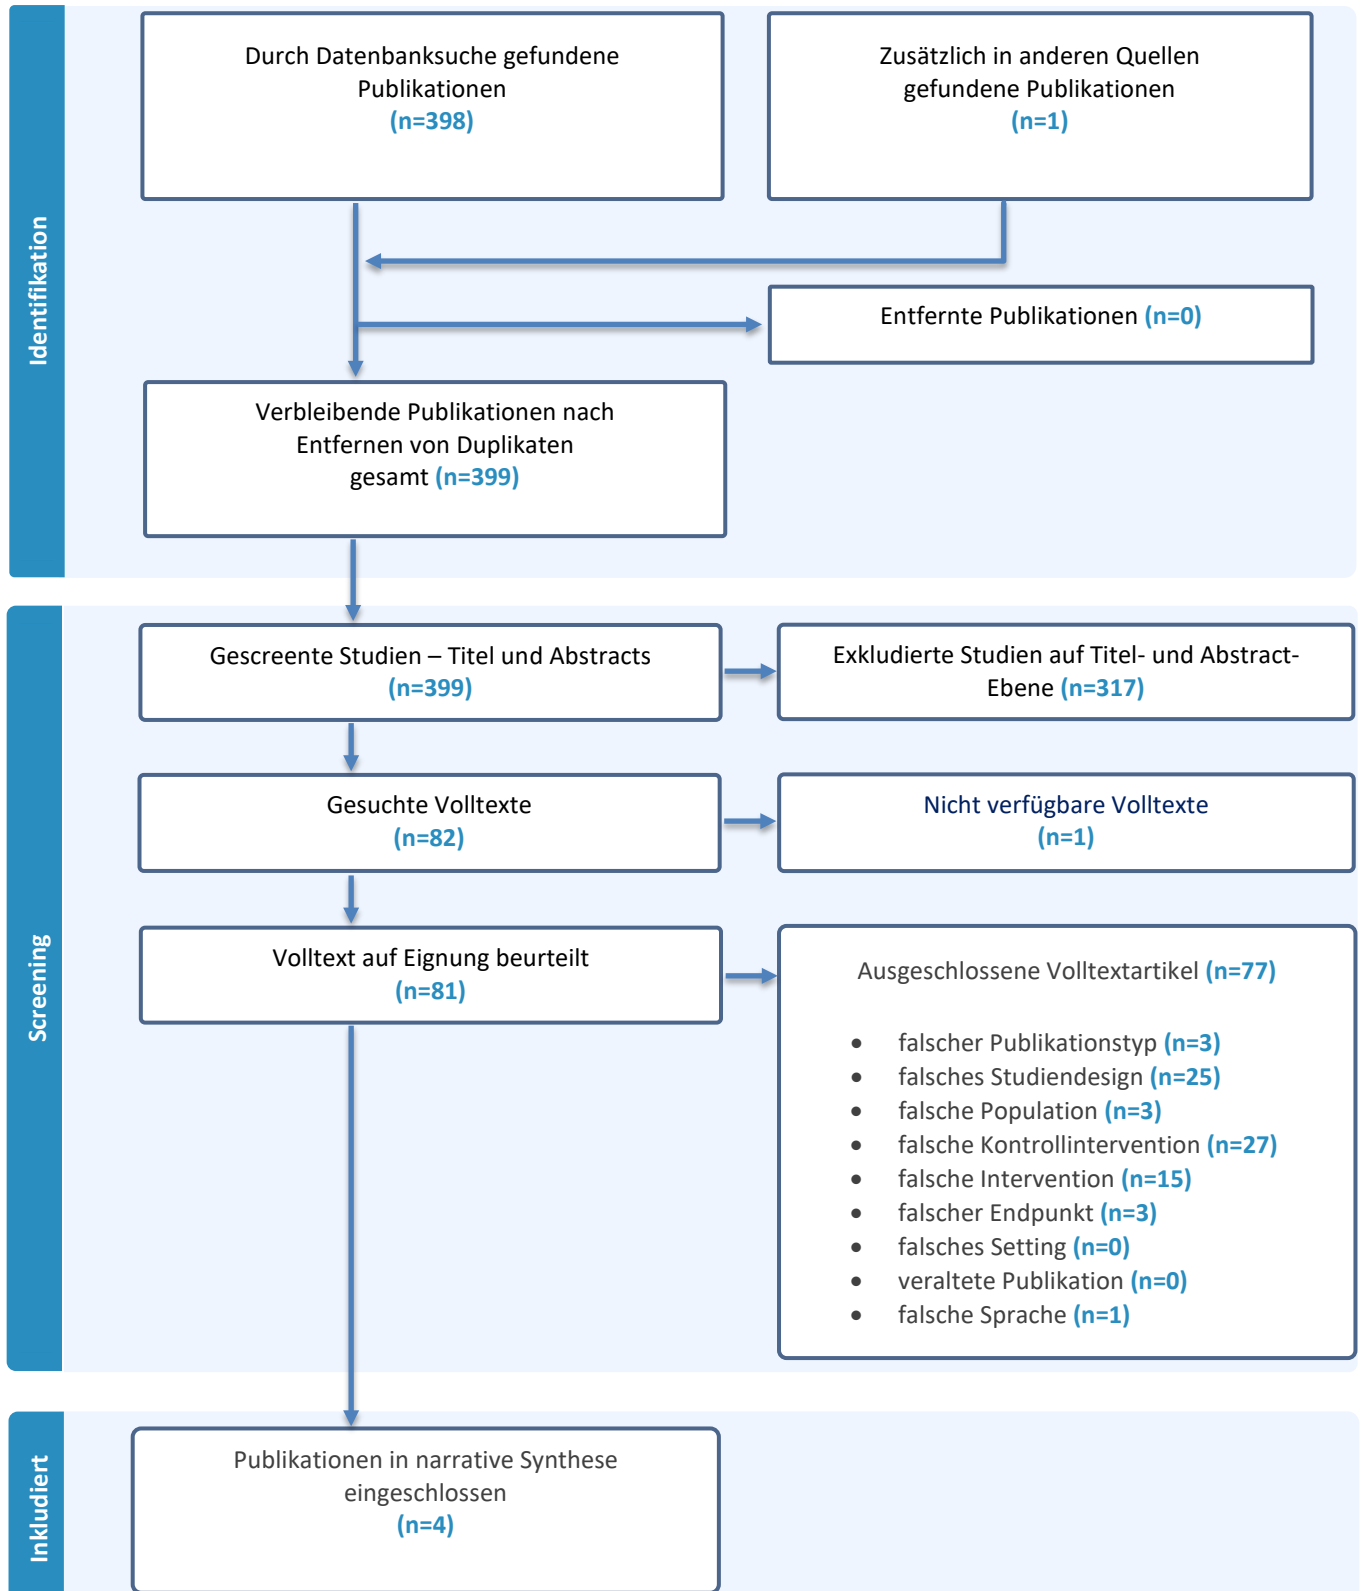 Identifikation
Durch Datenbanksuche gefundene
Publikationen
(n=398)
Zusätzlich in anderen Quellen
gefundene Publikationen
(n=1)
Entfernte Publikationen (n=0)
Verbleibende Publikationen nach
Entfernen von Duplikaten
gesamt (n=399)
Screening
Gescreente Studien – Titel und Abstracts
(n=399)
Exkludierte Studien auf Titel- und Abstract-
Ebene (n=317)
Gesuchte Volltexte
(n=82)
Nicht verfügbare Volltexte
(n=1)
Volltext auf Eignung beurteilt
(n=81)
Ausgeschlossene Volltextartikel (n=77)
• falscher Publikationstyp (n=3)
• falsches Studiendesign (n=25)
• falsche Population (n=3)
• falsche Kontrollintervention (n=27)
• falsche Intervention (n=15)
• falscher Endpunkt (n=3)
• falsches Setting (n=0)
• veraltete Publikation (n=0)
• falsche Sprache (n=1)
Inkludiert
Publikationen in narrative Synthese
eingeschlossen
(n=4)